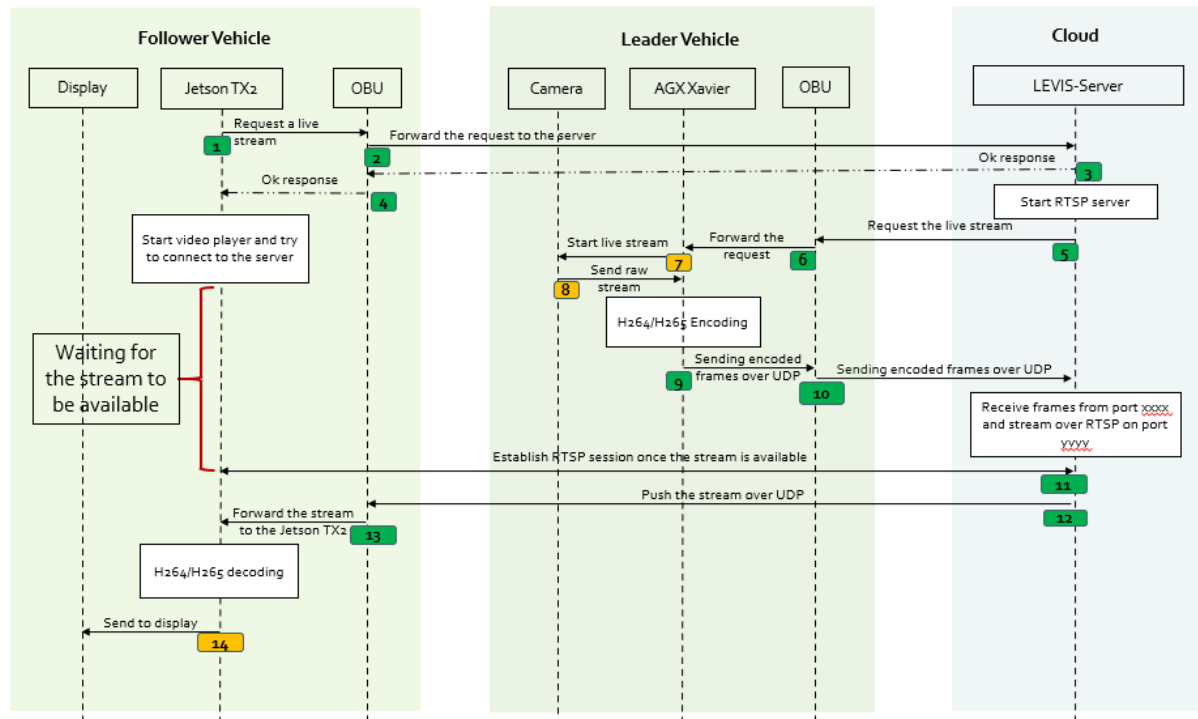 Follower Vehicle
Leader Vehicle
Cloud
Display
Jetson TX2
OBU
Camera
AGX Xavier
OBU
LEVIS-Server
Request a live
stream
1
Forward the request to the server
2
Ok response
3
Ok response
4
Start RTSP server
Start video player and try
to connect to the server
Request the live stream
5
Forward the
request
6
Start live stream
7
Send raw
stream
8
H264/H265 Encoding
Waiting for
the stream to
be available
Sending encoded
frames over UDP
9
Sending encoded frames over UDP
10
Receive frames from port xxxx
and stream over RTSP on port
yyyy
Establish RTSP session once the stream is available
11
Push the stream over UDP
12
Forward the stream
to the Jetson TX2
13
H264/H265 decoding
Send to display
14